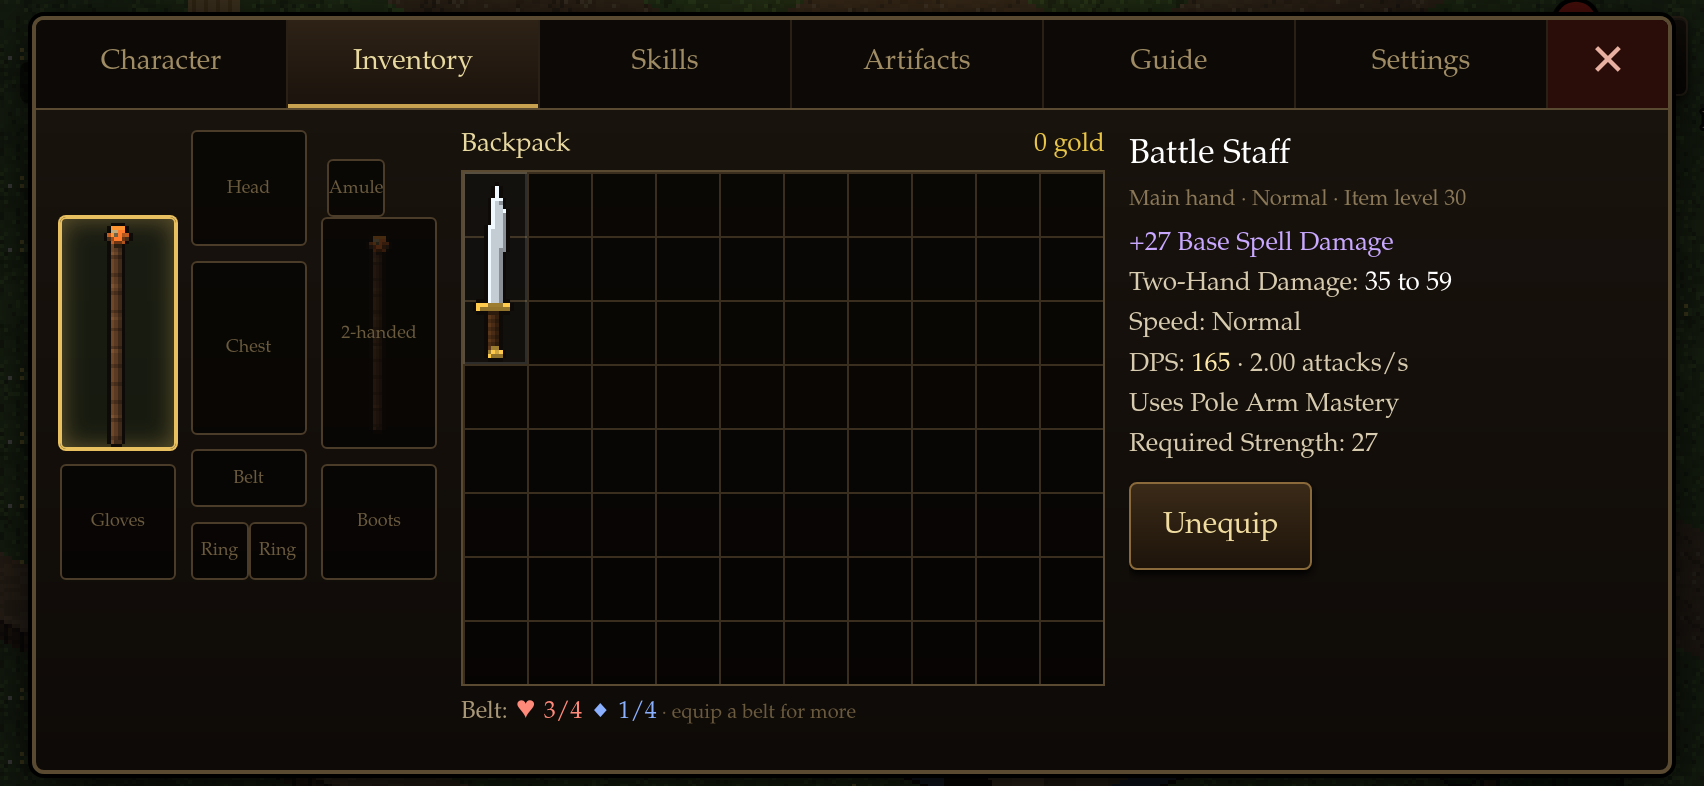 Character
Inventory
Skills
Artifacts
Guide
Settings
✕
Head
Amule
2-handed
Chest
Belt
Gloves
Ring
Ring
Boots
Backpack
0 gold
Belt: ♥ 3/4 ♦ 1/4 · equip a belt for more
Battle Staff
Main hand · Normal · Item level 30
+27 Base Spell Damage
Two-Hand Damage: 35 to 59
Speed: Normal
DPS: 165 · 2.00 attacks/s
Uses Pole Arm Mastery
Required Strength: 27
Unequip